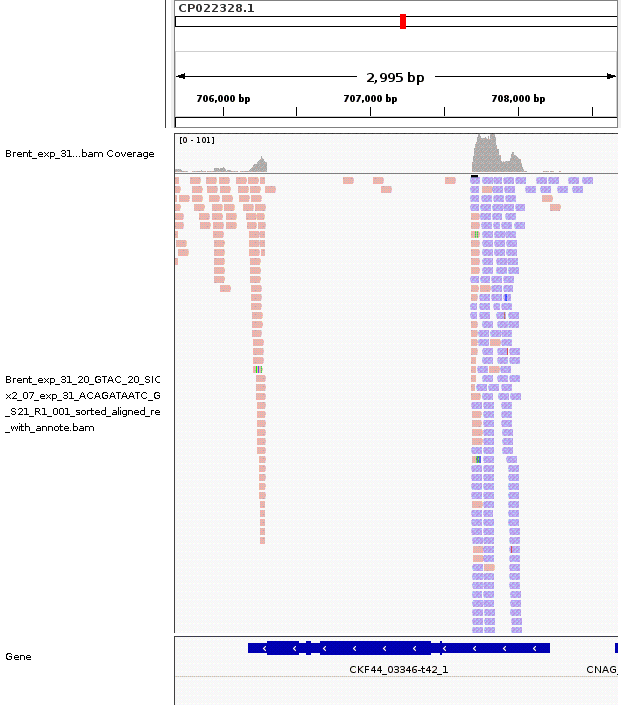 CP022328.1
2,995 bp
706,000 bp 707,000 bp 708,000 bp
[0 - 101]
Brent_exp_31...bam Coverage
Brent_exp_31_20_GTAC_20_SIC
x2_07_exp_31_ACAGATAATC_G
_S21_R1_001_sorted_aligned_re
_with_annote.bam
Gene
CKF44_03346-t42_1 CNAG_